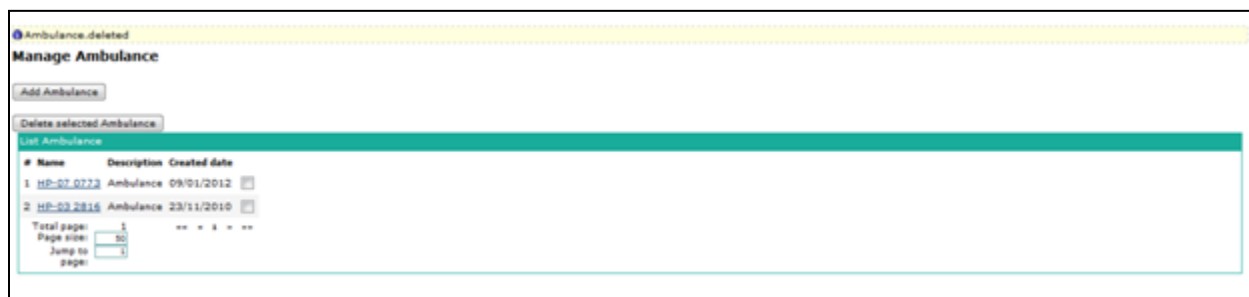 Ambulance.deleted
Manage Ambulance
Add Ambulance
Delete selected Ambulance
List Ambulance
# Name Description Created date
1 HP-07 0773 Ambulance 09/01/2012
2 HP-03 2816 Ambulance 23/11/2010
Total page: 1 «« « 1 » »»
Page size: 50
Jump to page: 1